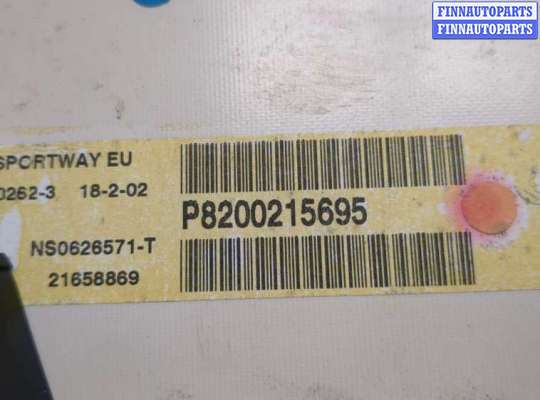 FINNAUTOPARTS
FINNAUTOPARTS
SPORTWAY EU
0262-3 18-2-02
P8200215695
NS0626571-T
21658869